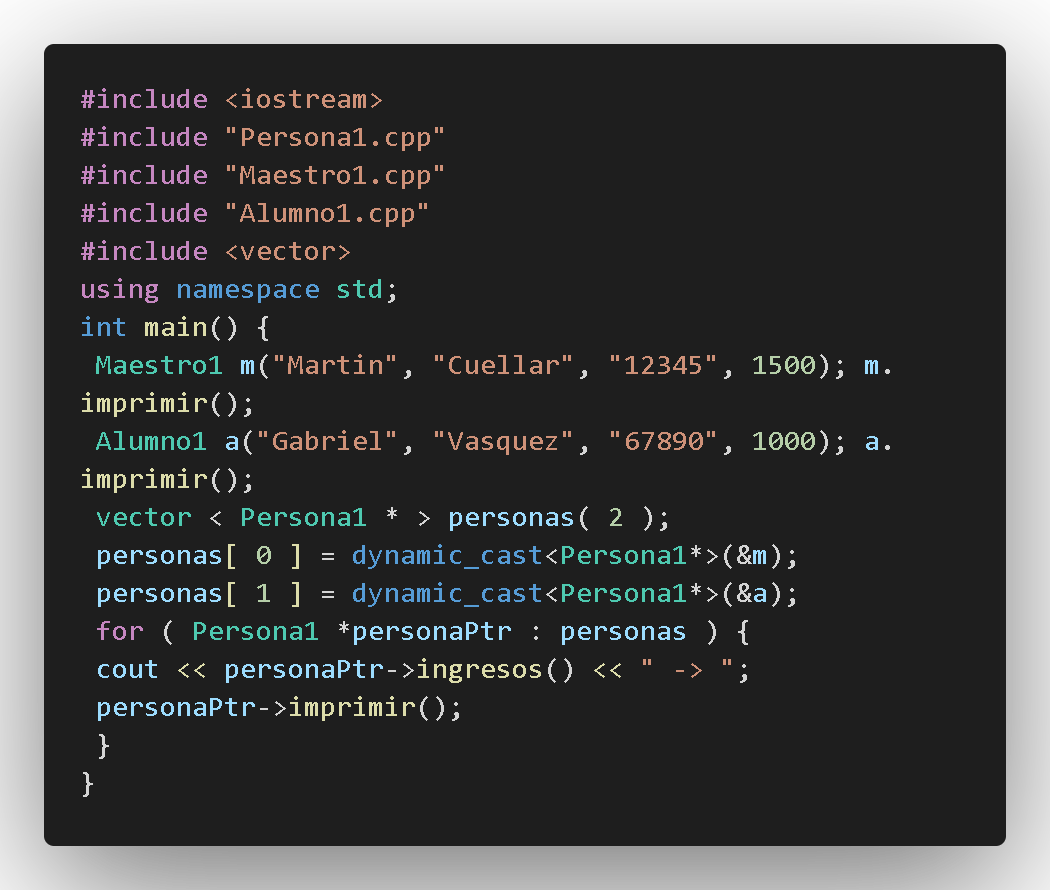 #include <iostream>
#include "Persona1.cpp"
#include "Maestro1.cpp"
#include "Alumno1.cpp"
#include <vector>
using namespace std;
int main() {
 Maestro1 m("Martin", "Cuellar", "12345", 1500); m.
imprimir();
 Alumno1 a("Gabriel", "Vasquez", "67890", 1000); a.
imprimir();
 vector < Persona1 * > personas( 2 );
 personas[ 0 ] = dynamic_cast<Persona1*>(&m);
 personas[ 1 ] = dynamic_cast<Persona1*>(&a);
 for ( Persona1 *personaPtr : personas ) {
 cout << personaPtr->ingresos() << " -> ";
 personaPtr->imprimir();
 }
}